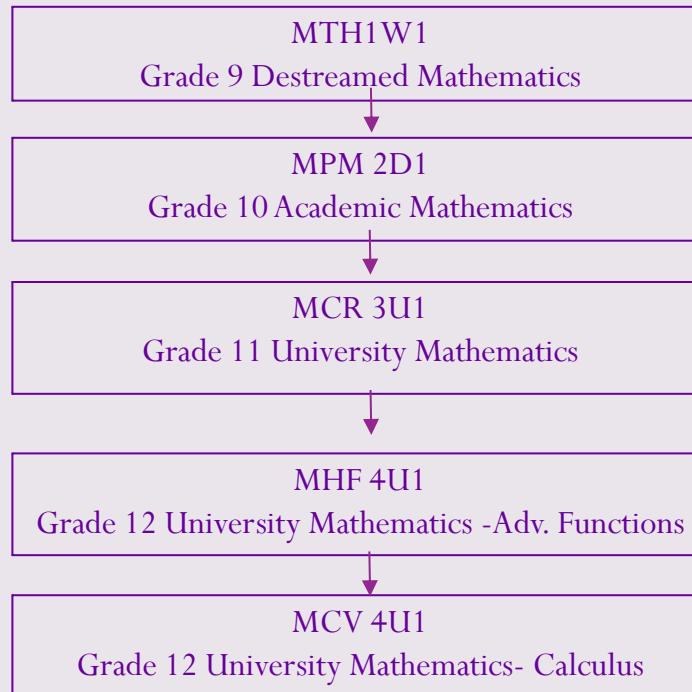 MTH1W1
Grade 9 Destreamed Mathematics
MPM 2D1
Grade 10 Academic Mathematics
MCR 3U1
Grade 11 University Mathematics
MHF 4U1
Grade 12 University Mathematics -Adv. Functions
MCV 4U1
Grade 12 University Mathematics- Calculus